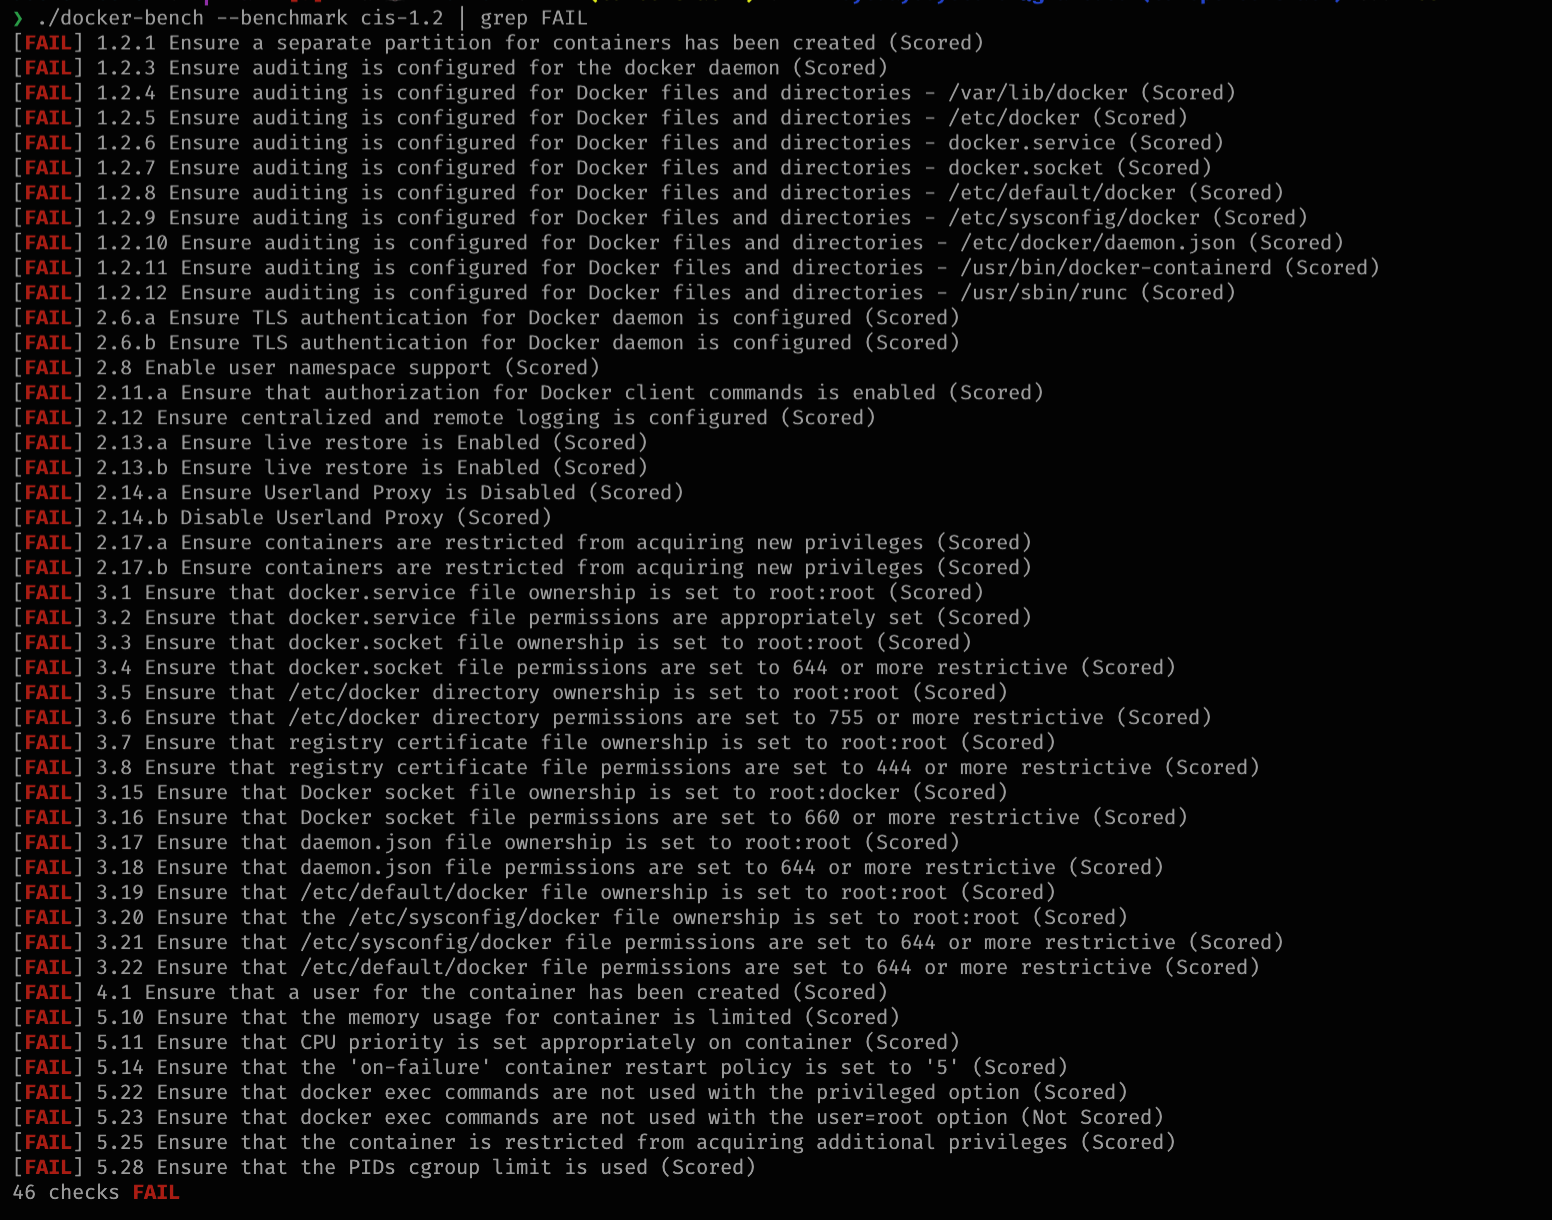 ❯ ./docker-bench --benchmark cis-1.2 | grep FAIL
[FAIL] 1.2.1 Ensure a separate partition for containers has been created (Scored)
[FAIL] 1.2.3 Ensure auditing is configured for the docker daemon (Scored)
[FAIL] 1.2.4 Ensure auditing is configured for Docker files and directories - /var/lib/docker (Scored)
[FAIL] 1.2.5 Ensure auditing is configured for Docker files and directories - /etc/docker (Scored)
[FAIL] 1.2.6 Ensure auditing is configured for Docker files and directories - docker.service (Scored)
[FAIL] 1.2.7 Ensure auditing is configured for Docker files and directories - docker.socket (Scored)
[FAIL] 1.2.8 Ensure auditing is configured for Docker files and directories - /etc/default/docker (Scored)
[FAIL] 1.2.9 Ensure auditing is configured for Docker files and directories - /etc/sysconfig/docker (Scored)
[FAIL] 1.2.10 Ensure auditing is configured for Docker files and directories - /etc/docker/daemon.json (Scored)
[FAIL] 1.2.11 Ensure auditing is configured for Docker files and directories - /usr/bin/docker-containerd (Scored)
[FAIL] 1.2.12 Ensure auditing is configured for Docker files and directories - /usr/sbin/runc (Scored)
[FAIL] 2.6.a Ensure TLS authentication for Docker daemon is configured (Scored)
[FAIL] 2.6.b Ensure TLS authentication for Docker daemon is configured (Scored)
[FAIL] 2.8 Enable user namespace support (Scored)
[FAIL] 2.11.a Ensure that authorization for Docker client commands is enabled (Scored)
[FAIL] 2.12 Ensure centralized and remote logging is configured (Scored)
[FAIL] 2.13.a Ensure live restore is Enabled (Scored)
[FAIL] 2.13.b Ensure live restore is Enabled (Scored)
[FAIL] 2.14.a Ensure Userland Proxy is Disabled (Scored)
[FAIL] 2.14.b Disable Userland Proxy (Scored)
[FAIL] 2.17.a Ensure containers are restricted from acquiring new privileges (Scored)
[FAIL] 2.17.b Ensure containers are restricted from acquiring new privileges (Scored)
[FAIL] 3.1 Ensure that docker.service file ownership is set to root:root (Scored)
[FAIL] 3.2 Ensure that docker.service file permissions are appropriately set (Scored)
[FAIL] 3.3 Ensure that docker.socket file ownership is set to root:root (Scored)
[FAIL] 3.4 Ensure that docker.socket file permissions are set to 644 or more restrictive (Scored)
[FAIL] 3.5 Ensure that /etc/docker directory ownership is set to root:root (Scored)
[FAIL] 3.6 Ensure that /etc/docker directory permissions are set to 755 or more restrictive (Scored)
[FAIL] 3.7 Ensure that registry certificate file ownership is set to root:root (Scored)
[FAIL] 3.8 Ensure that registry certificate file permissions are set to 444 or more restrictive (Scored)
[FAIL] 3.15 Ensure that Docker socket file ownership is set to root:docker (Scored)
[FAIL] 3.16 Ensure that Docker socket file permissions are set to 660 or more restrictive (Scored)
[FAIL] 3.17 Ensure that daemon.json file ownership is set to root:root (Scored)
[FAIL] 3.18 Ensure that daemon.json file permissions are set to 644 or more restrictive (Scored)
[FAIL] 3.19 Ensure that /etc/default/docker file ownership is set to root:root (Scored)
[FAIL] 3.20 Ensure that the /etc/sysconfig/docker file ownership is set to root:root (Scored)
[FAIL] 3.21 Ensure that /etc/sysconfig/docker file permissions are set to 644 or more restrictive (Scored)
[FAIL] 3.22 Ensure that /etc/default/docker file permissions are set to 644 or more restrictive (Scored)
[FAIL] 4.1 Ensure that a user for the container has been created (Scored)
[FAIL] 5.10 Ensure that the memory usage for container is limited (Scored)
[FAIL] 5.11 Ensure that CPU priority is set appropriately on container (Scored)
[FAIL] 5.14 Ensure that the 'on-failure' container restart policy is set to '5' (Scored)
[FAIL] 5.22 Ensure that docker exec commands are not used with the privileged option (Scored)
[FAIL] 5.23 Ensure that docker exec commands are not used with the user=root option (Not Scored)
[FAIL] 5.25 Ensure that the container is restricted from acquiring additional privileges (Scored)
[FAIL] 5.28 Ensure that the PIDs cgroup limit is used (Scored)
46 checks FAIL